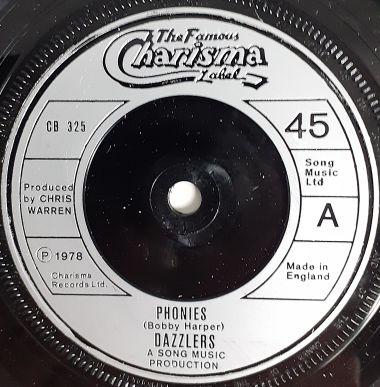 The Famous
Charisma
Label
CB 325
45
Song
Music
Ltd
Produced
by CHRIS
WARREN
A
Ⓟ 1978
Charisma
Records Ltd.
Made in
England
PHONIES
(Bobby Harper)
DAZZLERS
A SONG MUSIC
PRODUCTION